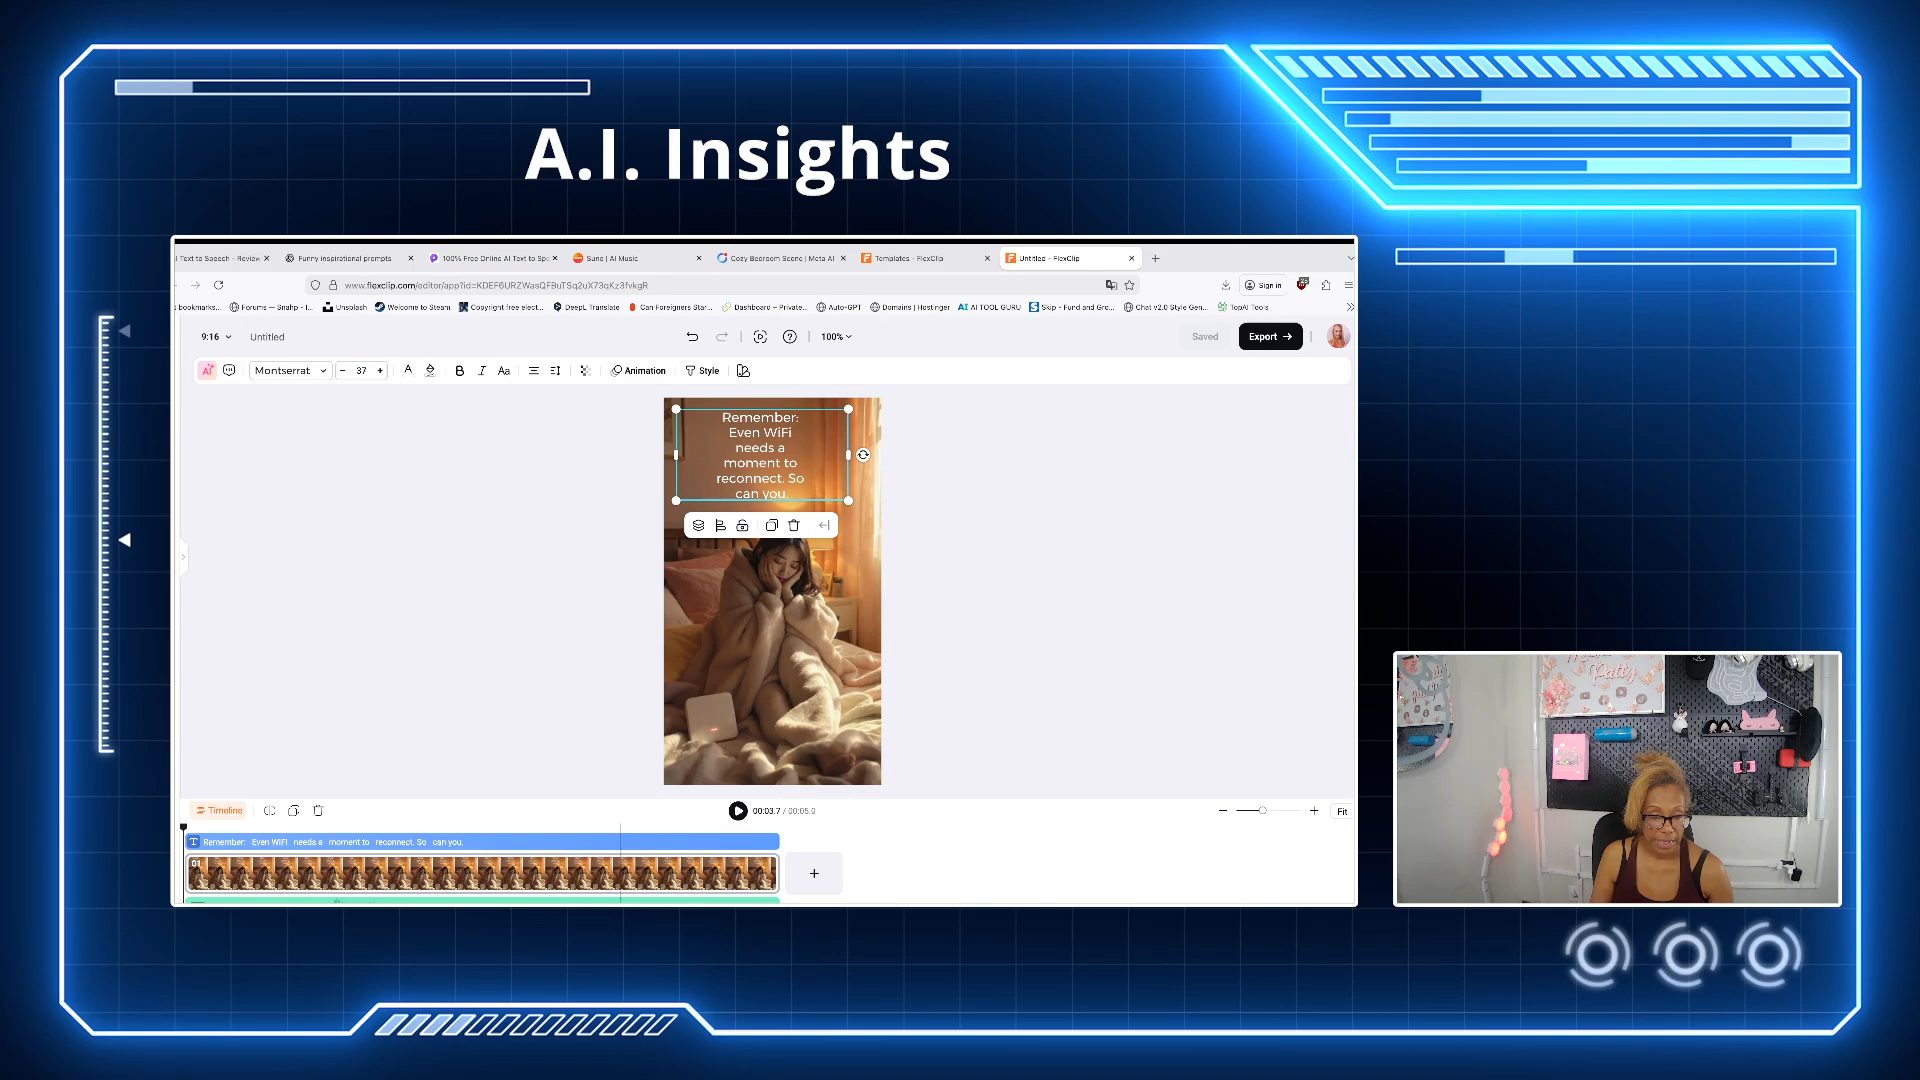 A.I. Insights
Text to Speech - Review
Funny inspirational prompts
100% Free Online AI Text to Spe
Suno | AI Music
Cozy Bedroom Scene | Meta AI
Templates - FlexClip
Untitled - FlexClip
www.flexclip.com/editor/app?id=KDEF6URZWasQFBuTSq2uX73qKz3fvkgR
Sign in
bookmarks...
Forums — Snahp - I...
Unsplash
Welcome to Steam
Copyright free elect...
DeepL Translate
Can Foreigners Star...
Dashboard – Private...
Auto-GPT
Domains | Hostinger
AI AI TOOL GURU
Skip - Fund and Gro...
Chat v2.0 Style Gen...
TopAI Tools
9:16
Untitled
100%
Saved
Export
Montserrat
37
Aa
Animation
Style
Remember:
Even WiFi
needs a
moment to
reconnect. So
can you.
Timeline
00:03.7 / 00:05.0
Fit
Remember: Even WiFi needs a moment to reconnect. So can you.
01
Patty